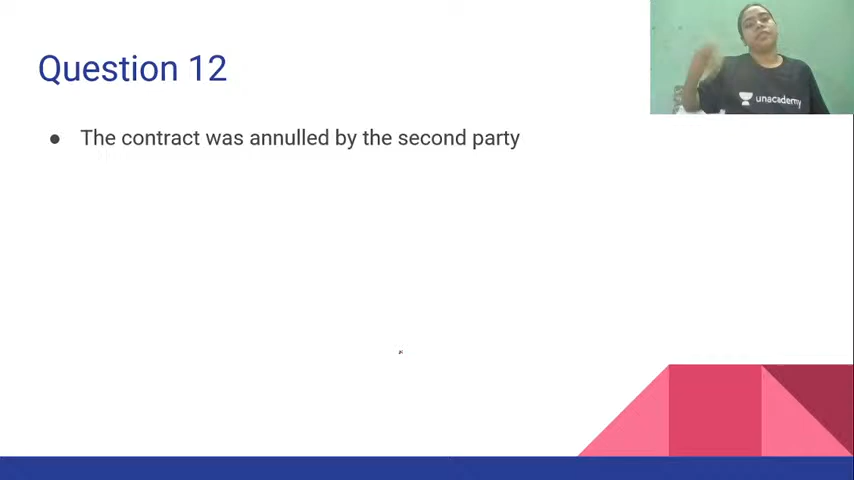 Question 12
● The contract was annulled by the second party
unacademy